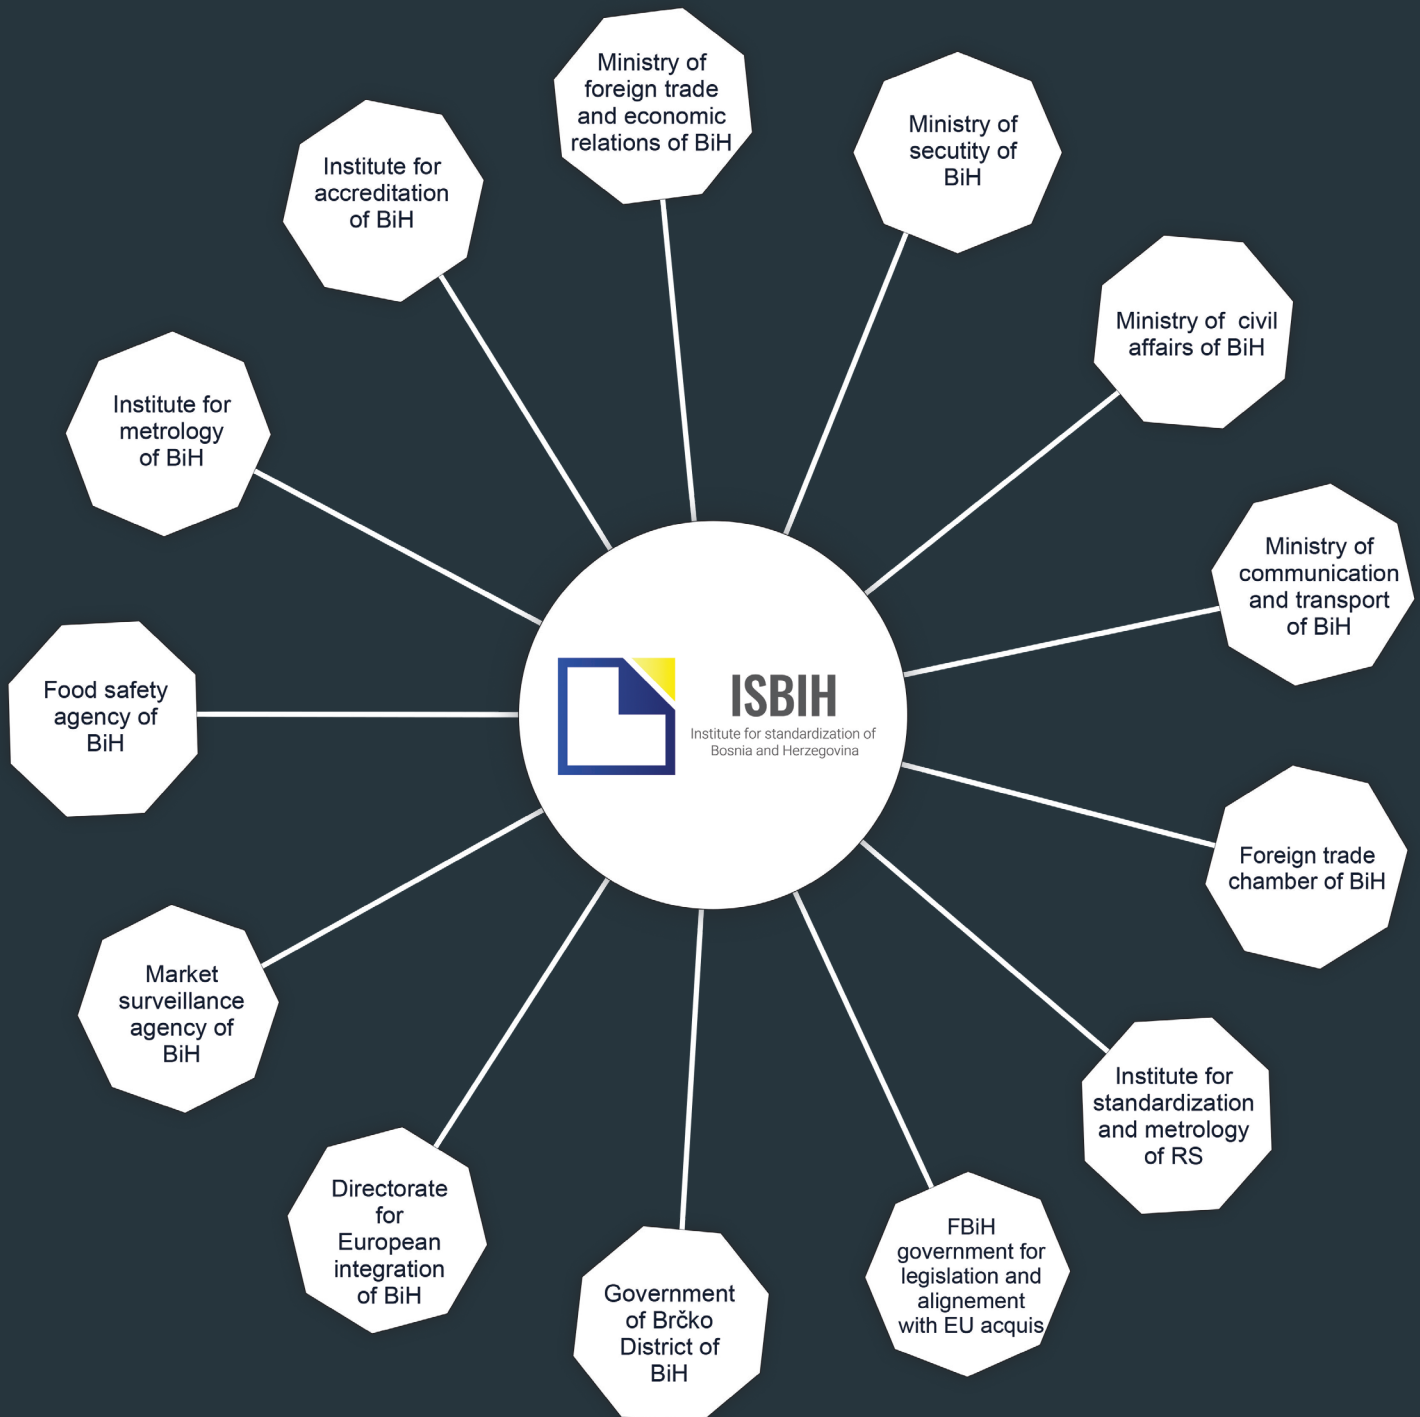 Ministry of
foreign trade
and economic
relations of BiH
Ministry of
secutity of
BiH
Ministry of  civil
affairs of BiH
Ministry of
communication
and transport
of BiH
Foreign trade
chamber of BiH
Institute for
standardization
and metrology
of RS
FBiH
government for
legislation and
alignement
with EU acquis
Government
of Brčko
District of
BiH
Directorate
for
European
integration
of BiH
Market
surveillance
agency of
BiH
Food safety
agency of
BiH
Institute for
metrology
of BiH
Institute for
accreditation
of BiH
ISBIH
Institute for standardization of
Bosnia and Herzegovina